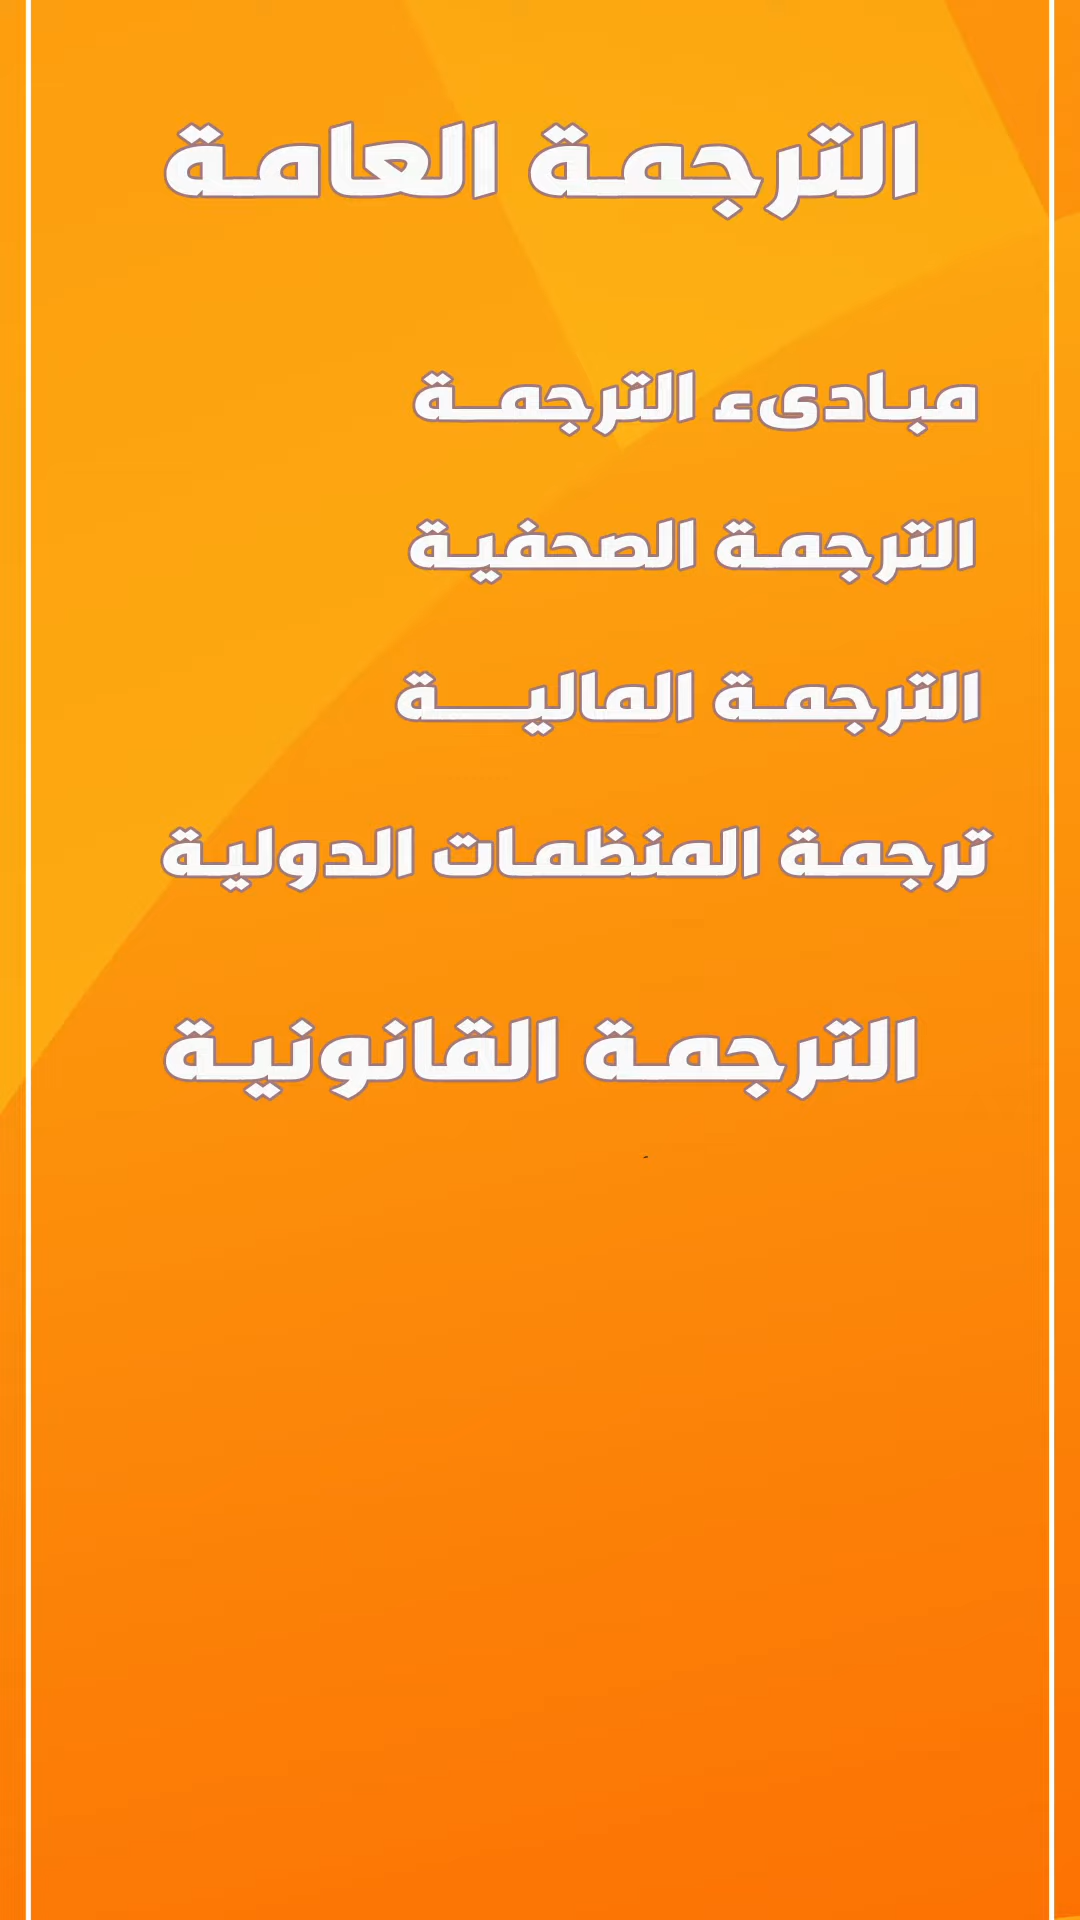 الترجمة العامة
مبادىء الترجمة
الترجمة الصحفية
الترجمة المالية
ترجمة المنظمات الدولية
الترجمة القانونية